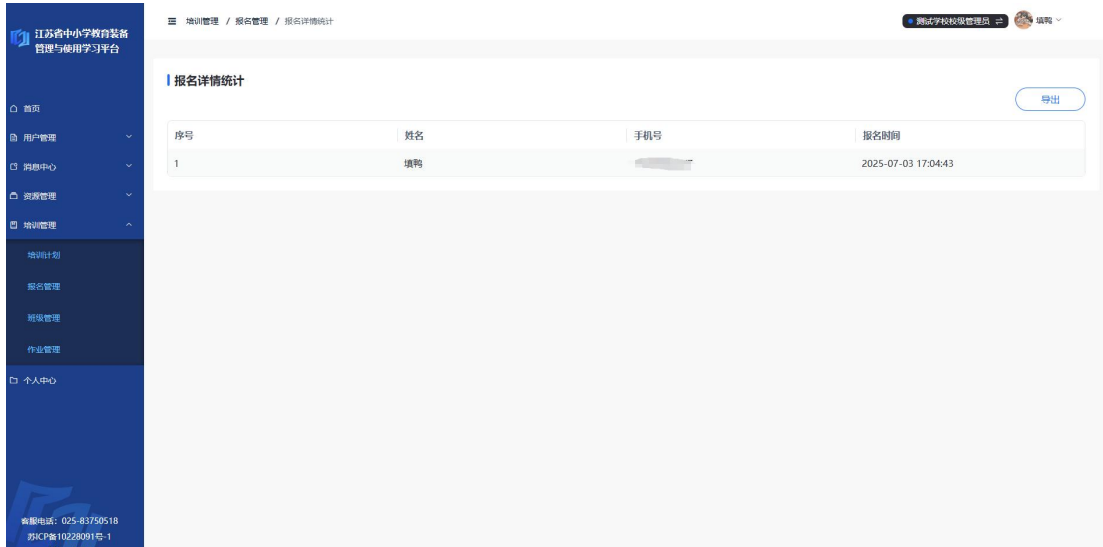 江苏省中小学教育装备
管理与使用学习平台
培训管理 / 报名管理 / 报名详情统计
测试学校校级管理员
填鸭
首页
用户管理
消息中心
资源管理
培训管理
培训计划
报名管理
班级管理
作业管理
个人中心
客服电话：025-83750518
苏ICP备10228091号-1
报名详情统计
导出
序号 姓名 手机号 报名时间
1 填鸭 2025-07-03 17:04:43